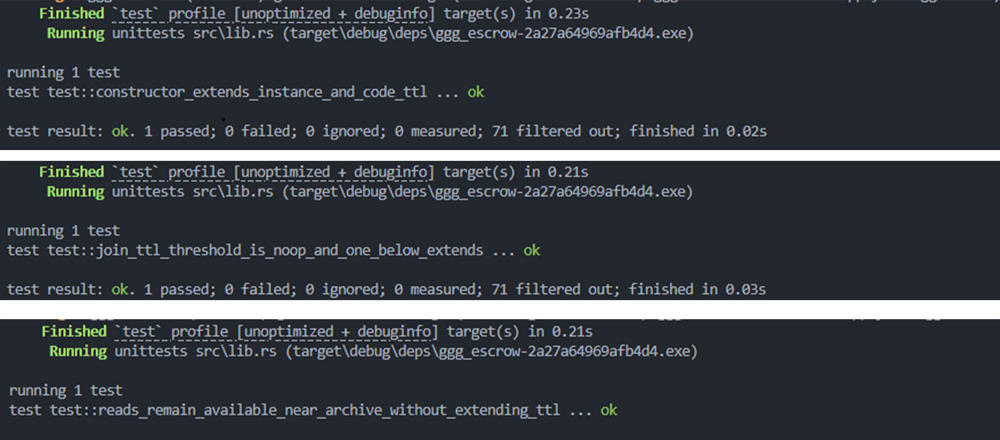 Finished `test` profile [unoptimized + debuginfo] target(s) in 0.23s
Running unittests src\lib.rs (target\debug\deps\ggg_escrow-2a27a64969afb4d4.exe)
running 1 test
test test::constructor_extends_instance_and_code_ttl ... ok
test result: ok. 1 passed; 0 failed; 0 ignored; 0 measured; 71 filtered out; finished in 0.02s
Finished `test` profile [unoptimized + debuginfo] target(s) in 0.21s
Running unittests src\lib.rs (target\debug\deps\ggg_escrow-2a27a64969afb4d4.exe)
running 1 test
test test::join_ttl_threshold_is_noop_and_one_below_extends ... ok
test result: ok. 1 passed; 0 failed; 0 ignored; 0 measured; 71 filtered out; finished in 0.03s
Finished `test` profile [unoptimized + debuginfo] target(s) in 0.21s
Running unittests src\lib.rs (target\debug\deps\ggg_escrow-2a27a64969afb4d4.exe)
running 1 test
test test::reads_remain_available_near_archive_without_extending_ttl ... ok